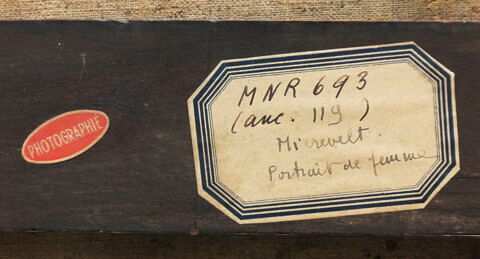 PHOTOGRAPHIE
MNR 693
(anc. 119)
Mierevelt.
Portrait de femme